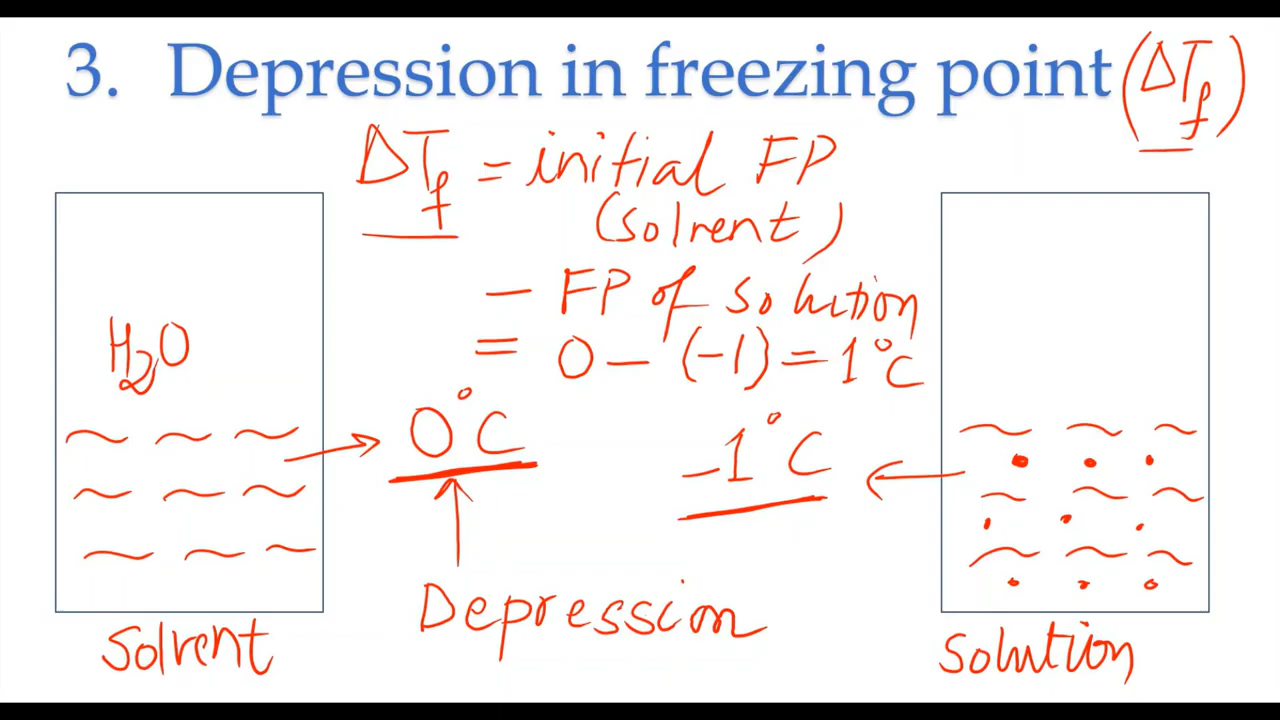 3. Depression in freezing point (ΔTf)
ΔTf = initial FP
(solvent)
– FP of solution
= 0 – (–1) = 1°C
H2O
0°C
–1°C
Depression
Solvent
Solution